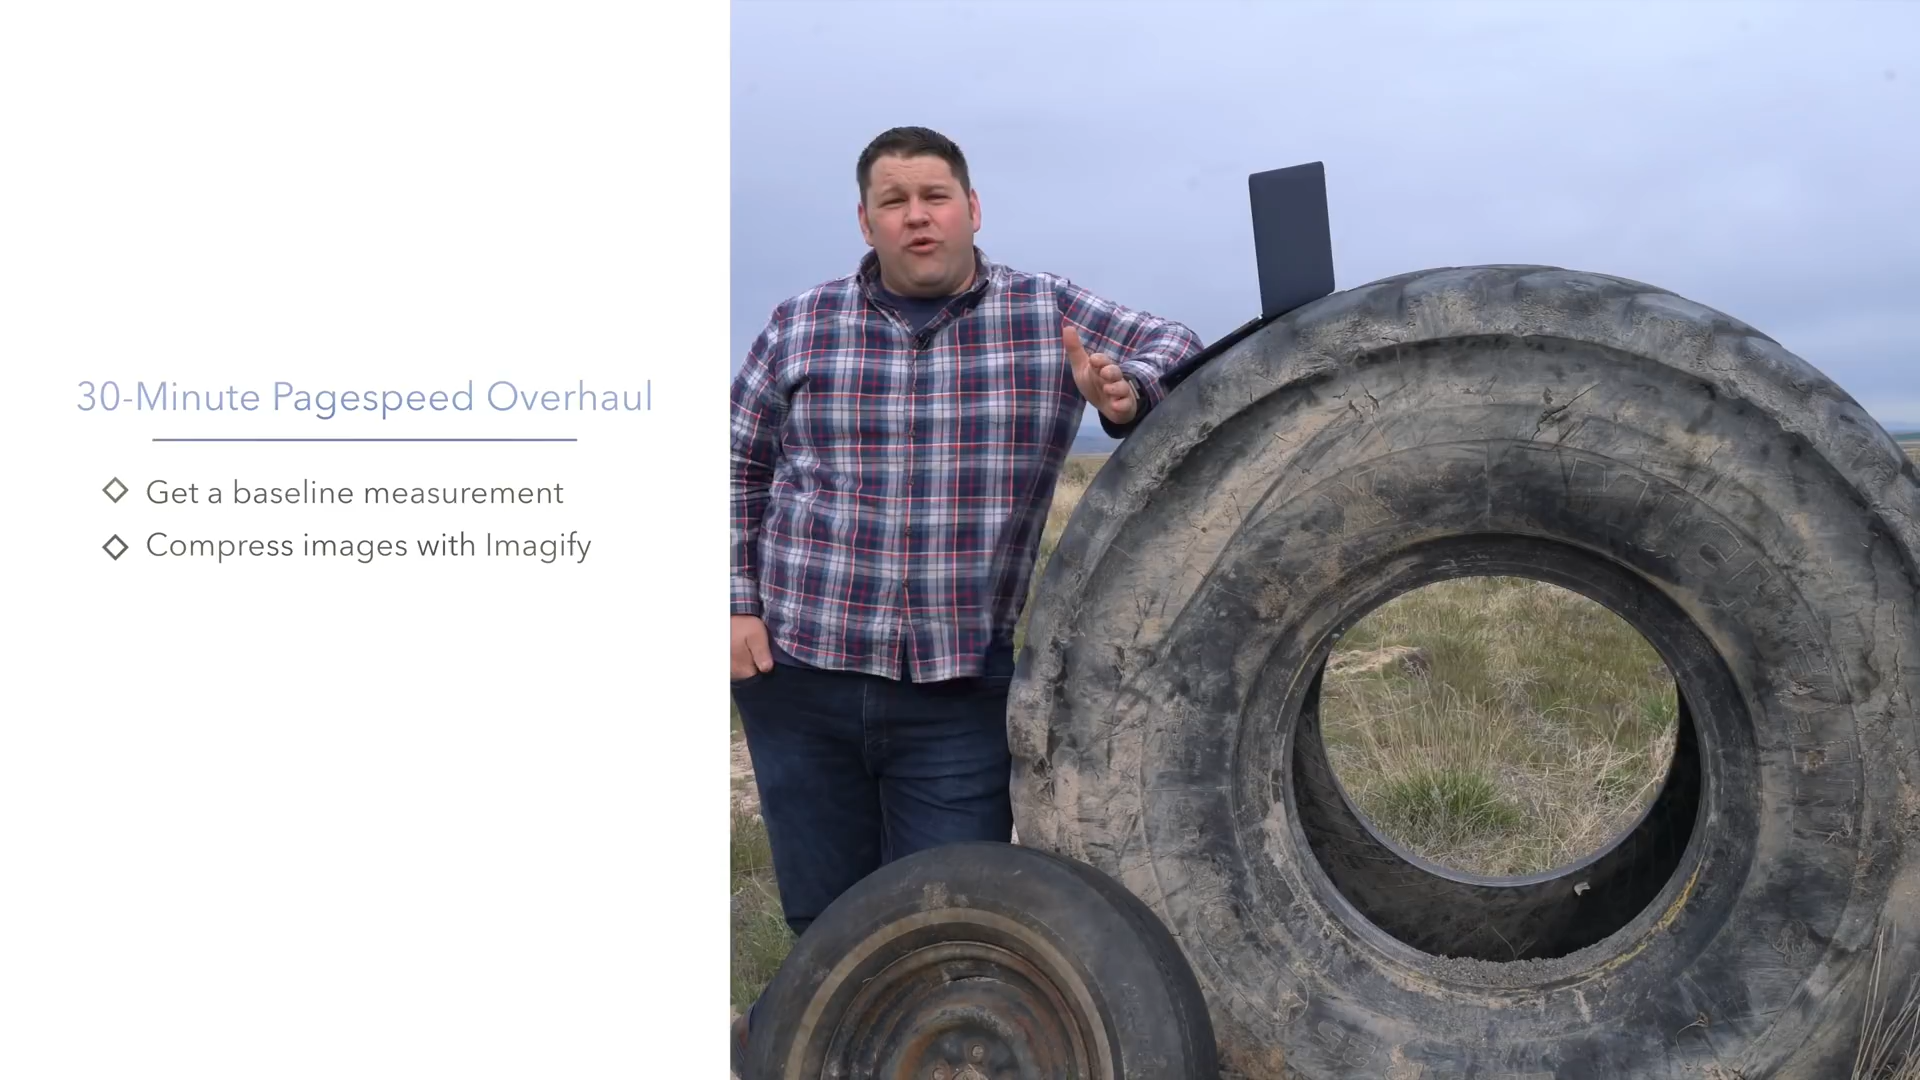 30-Minute Pagespeed Overhaul
Get a baseline measurement
Compress images with Imagify